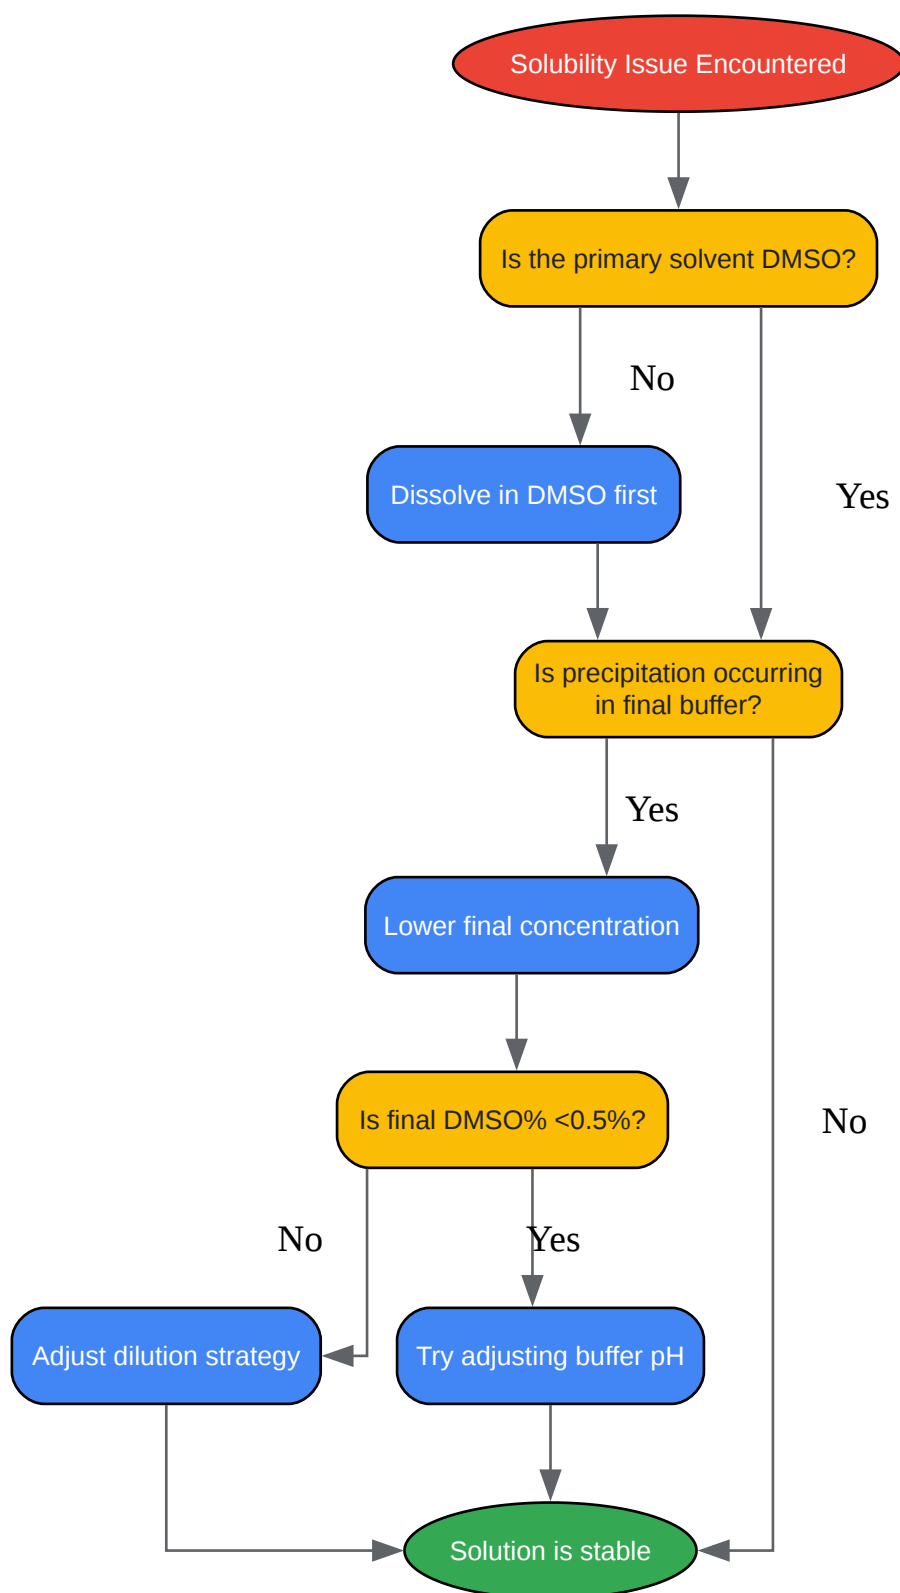 Solubility Issue Encountered
Is the primary solvent DMSO?
No
Dissolve in DMSO first
Yes
Is precipitation occurring
in final buffer?
Yes
Lower final concentration
Is final DMSO% <0.5%?
No
No
Yes
Adjust dilution strategy
Try adjusting buffer pH
Solution is stable